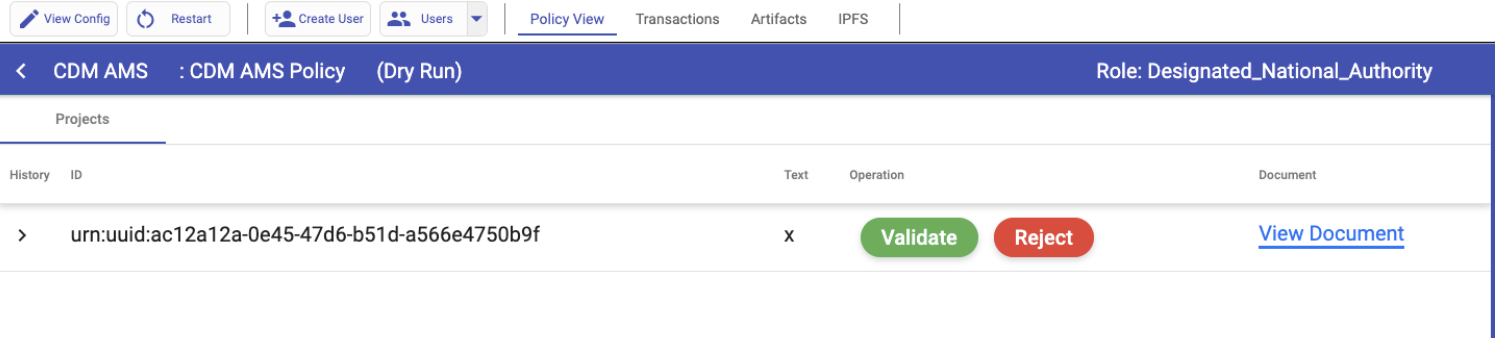 View Config Restart Create User Users Policy View Transactions Artifacts IPFS
CDM AMS : CDM AMS Policy (Dry Run) Role: Designated_National_Authority
Projects
History ID Text Operation Document
urn:uuid:ac12a12a-0e45-47d6-b51d-a566e4750b9f x Validate Reject View Document